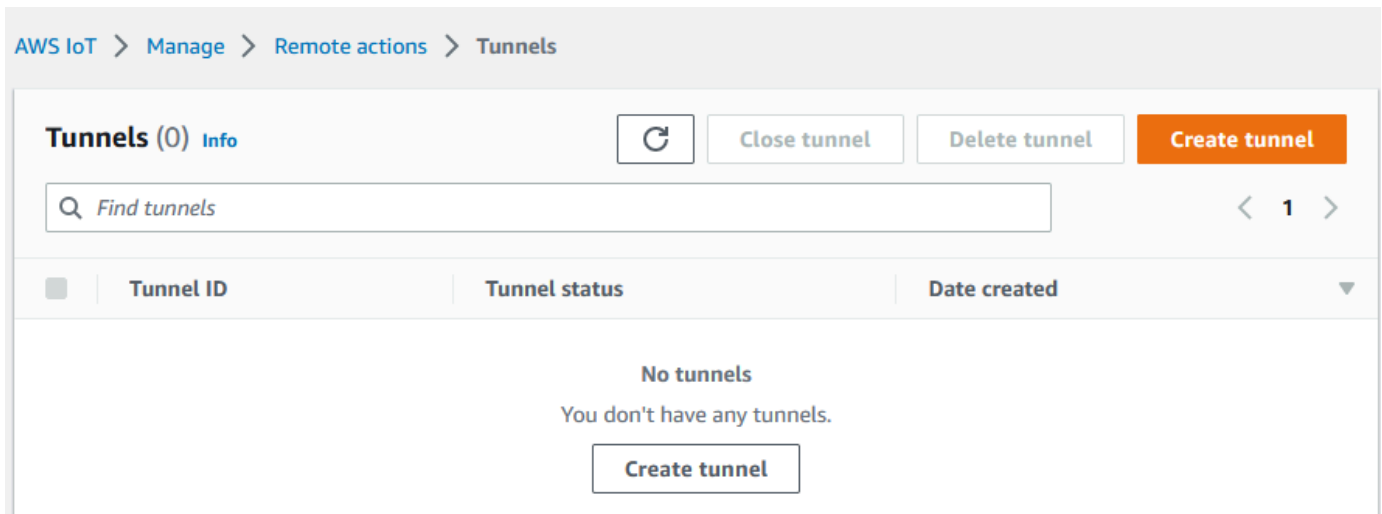 AWS IoT > Manage > Remote actions > Tunnels
Tunnels (0) Info Close tunnel Delete tunnel Create tunnel
Find tunnels < 1 >
Tunnel ID Tunnel status Date created
No tunnels
You don't have any tunnels.
Create tunnel